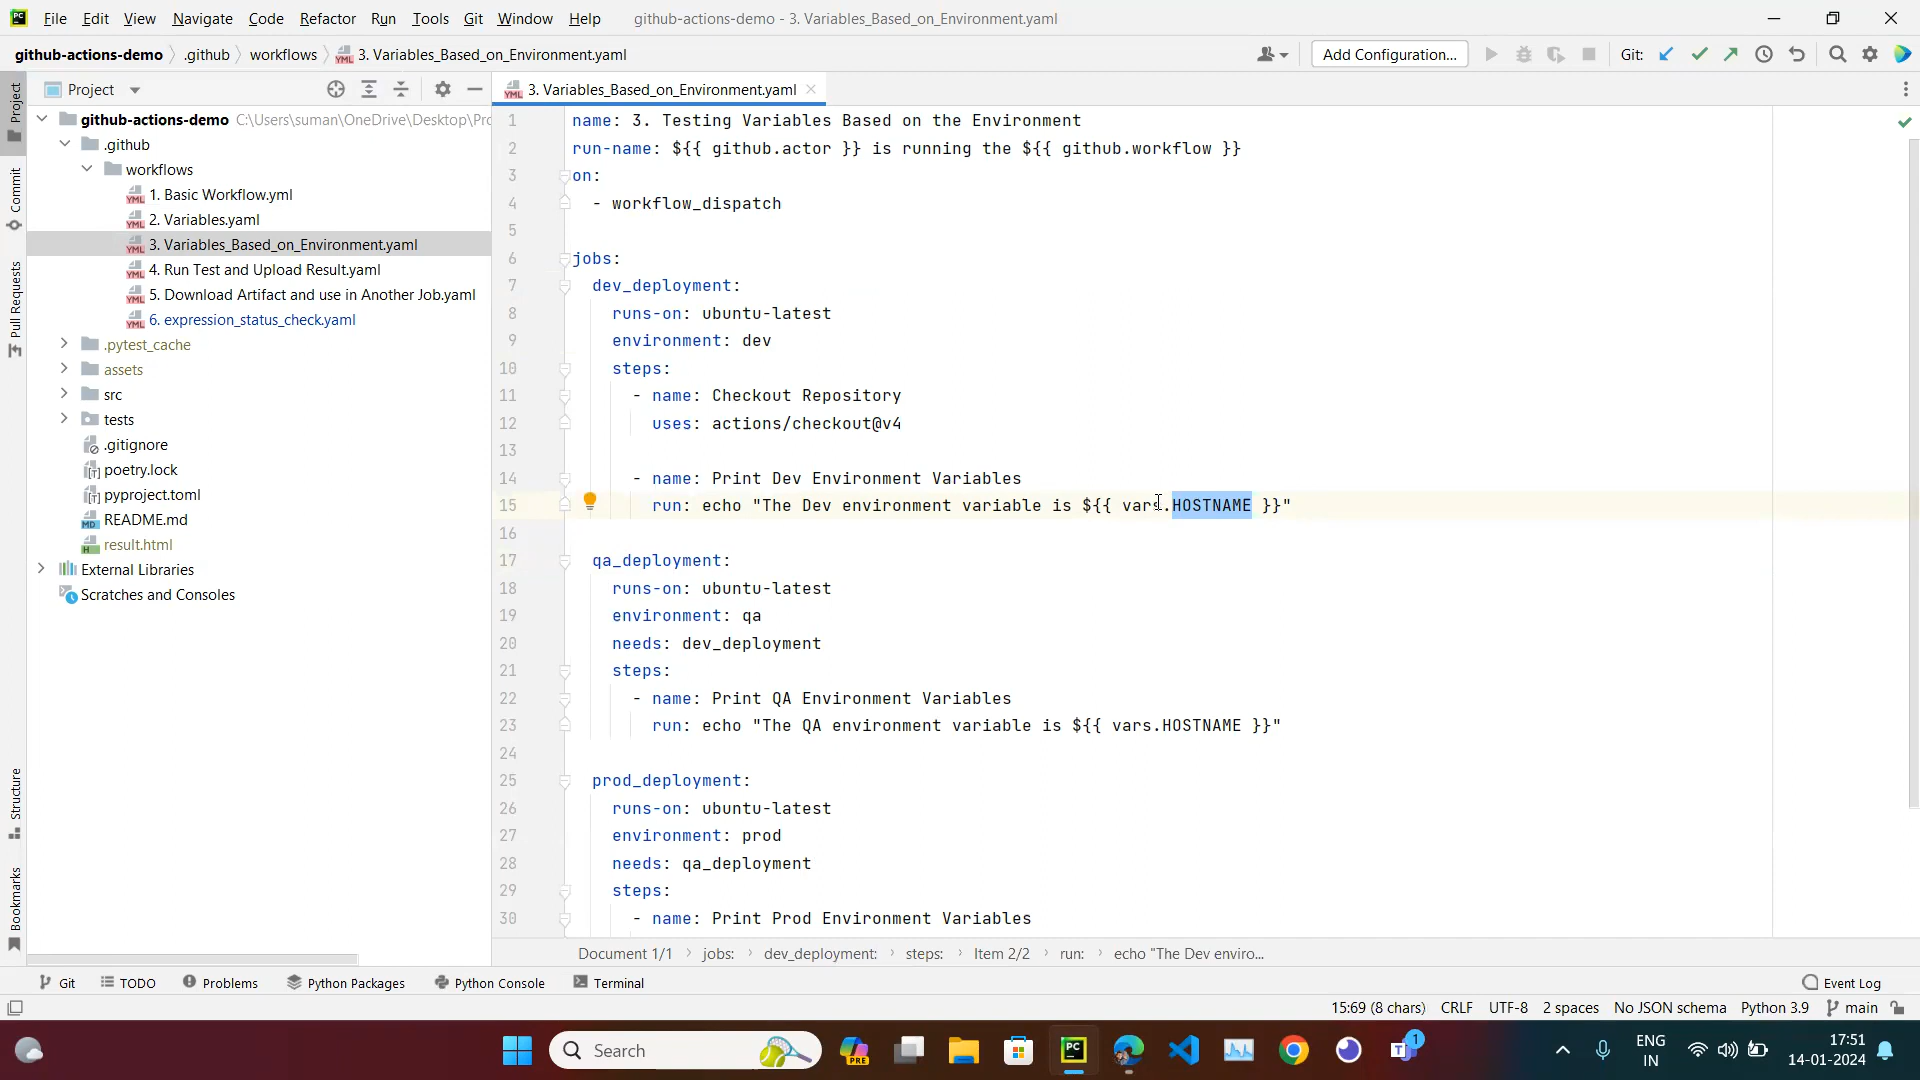 File Edit View Navigate Code Refactor Run Tools Git Window Help github-actions-demo - 3. Variables_Based_on_Environment.yaml
github-actions-demo .github workflows 3. Variables_Based_on_Environment.yaml Add Configuration... Git:
Project 3. Variables_Based_on_Environment.yaml
github-actions-demo C:\Users\suman\OneDrive\Desktop\Prc
.github
workflows
1. Basic Workflow.yml
2. Variables.yaml
3. Variables_Based_on_Environment.yaml
4. Run Test and Upload Result.yaml
5. Download Artifact and use in Another Job.yaml
6. expression_status_check.yaml
.pytest_cache
assets
src
tests
.gitignore
poetry.lock
pyproject.toml
README.md
result.html
External Libraries
Scratches and Consoles
Project
Commit
Pull Requests
Structure
Bookmarks
1 name: 3. Testing Variables Based on the Environment
2 run-name: ${{ github.actor }} is running the ${{ github.workflow }}
3 on:
4 - workflow_dispatch
5
6 jobs:
7 dev_deployment:
8 runs-on: ubuntu-latest
9 environment: dev
10 steps:
11 - name: Checkout Repository
12 uses: actions/checkout@v4
13
14 - name: Print Dev Environment Variables
15 run: echo "The Dev environment variable is ${{ vars.HOSTNAME }}"
16
17 qa_deployment:
18 runs-on: ubuntu-latest
19 environment: qa
20 needs: dev_deployment
21 steps:
22 - name: Print QA Environment Variables
23 run: echo "The QA environment variable is ${{ vars.HOSTNAME }}"
24
25 prod_deployment:
26 runs-on: ubuntu-latest
27 environment: prod
28 needs: qa_deployment
29 steps:
30 - name: Print Prod Environment Variables
Document 1/1 jobs: dev_deployment: steps: Item 2/2 run: echo "The Dev enviro...
Git TODO Problems Python Packages Python Console Terminal Event Log
15:69 (8 chars) CRLF UTF-8 2 spaces No JSON schema Python 3.9 main
Search PRE PC 1 ENG
IN
17:51
14-01-2024